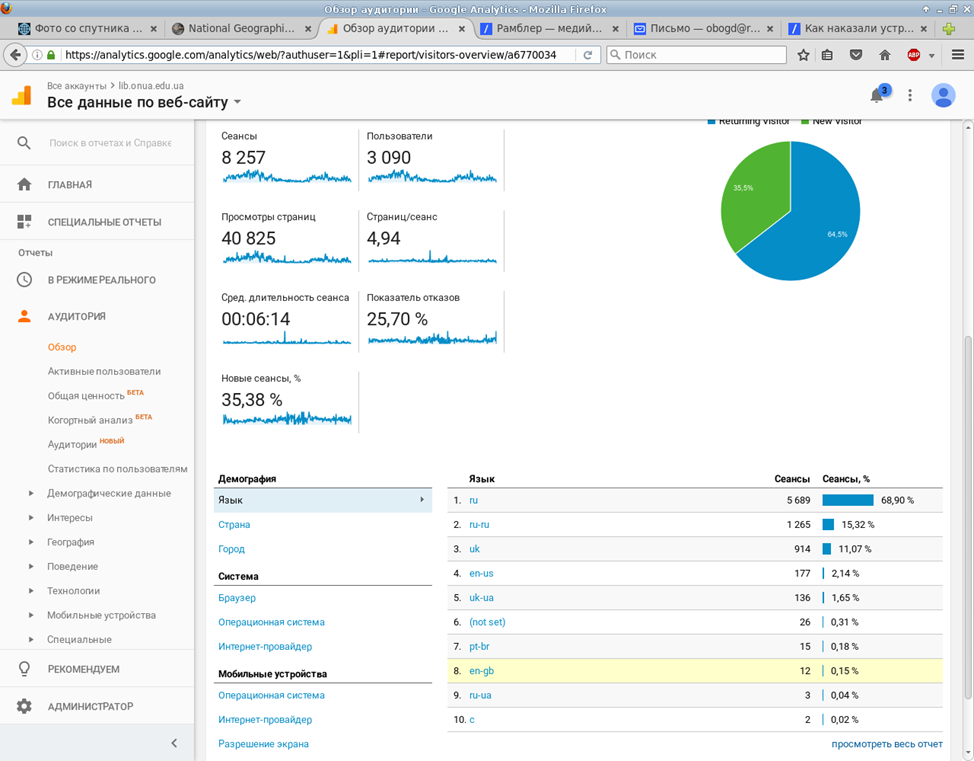 Обзор аудитории - Google Analytics - Mozilla Firefox
Фото со спутника ...
National Geographi...
Обзор аудитории ...
Рамблер — медий...
Письмо — obogd@r...
Как наказали устр...
https://analytics.google.com/analytics/web/?authuser=1&pli=1#report/visitors-overview/a6770034
Поиск
ABP
Все аккаунты > lib.onua.edu.ua
Все данные по веб-сайту
3
Поиск в отчетах и Справке
ГЛАВНАЯ
СПЕЦИАЛЬНЫЕ ОТЧЕТЫ
Отчеты
В РЕЖИМЕ РЕАЛЬНОГО
АУДИТОРИЯ
Обзор
Активные пользователи
Общая ценность БЕТА
Когортный анализ БЕТА
Аудитории НОВЫЙ
Статистика по пользователям
Демографические данные
Интересы
География
Поведение
Технологии
Мобильные устройства
Специальные
РЕКОМЕНДУЕМ
АДМИНИСТРАТОР
Returning Visitor New Visitor
Сеансы
8 257
Пользователи
3 090
Просмотры страниц
40 825
Страниц/сеанс
4,94
Сред. длительность сеанса
00:06:14
Показатель отказов
25,70 %
Новые сеансы, %
35,38 %
35,5%
64,5%
Демография
Язык
Страна
Город
Система
Браузер
Операционная система
Интернет-провайдер
Мобильные устройства
Операционная система
Интернет-провайдер
Разрешение экрана
Язык Сеансы Сеансы, %
1. ru 5 689 68,90 %
2. ru-ru 1 265 15,32 %
3. uk 914 11,07 %
4. en-us 177 2,14 %
5. uk-ua 136 1,65 %
6. (not set) 26 0,31 %
7. pt-br 15 0,18 %
8. en-gb 12 0,15 %
9. ru-ua 3 0,04 %
10. c 2 0,02 %
просмотреть весь отчет